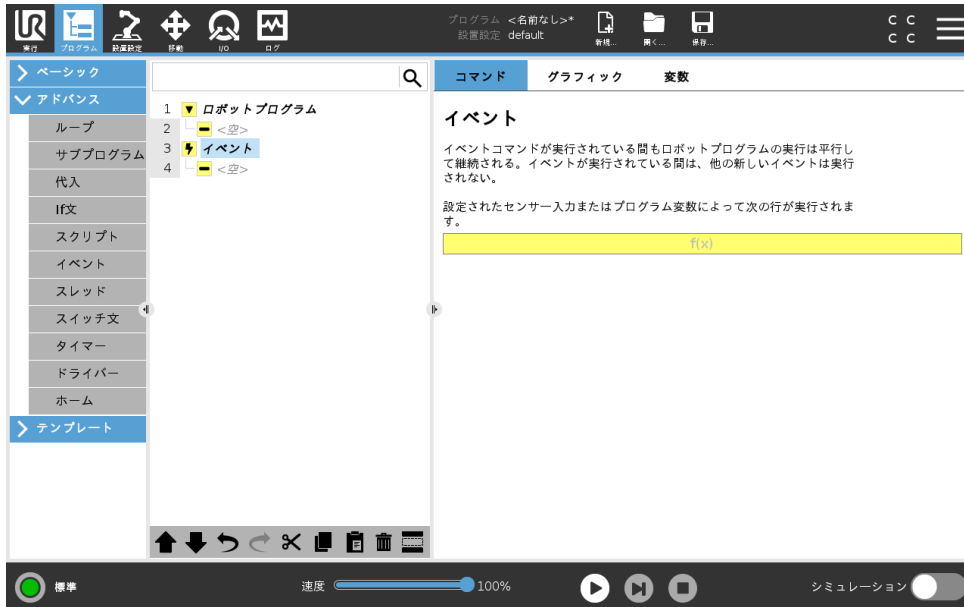 UR
実行
プログラム
設置設定
移動
I/O
ログ
プログラム <名前なし>*
設置設定 default
新規...
開く...
保存...
C C
C C
ベーシック
アドバンス
ループ
サブプログラム
代入
If文
スクリプト
イベント
スレッド
スイッチ文
タイマー
ドライバー
ホーム
テンプレート
1 ロボットプログラム
2 <空>
3 イベント
4 <空>
コマンド グラフィック 変数
イベント
イベントコマンドが実行されている間もロボットプログラムの実行は平行し
て継続される。イベントが実行されている間は、他の新しいイベントは実行
されない。
設定されたセンサー入力またはプログラム変数によって次の行が実行されま
す。
f(x)
標準
速度 100%
シミュレーション